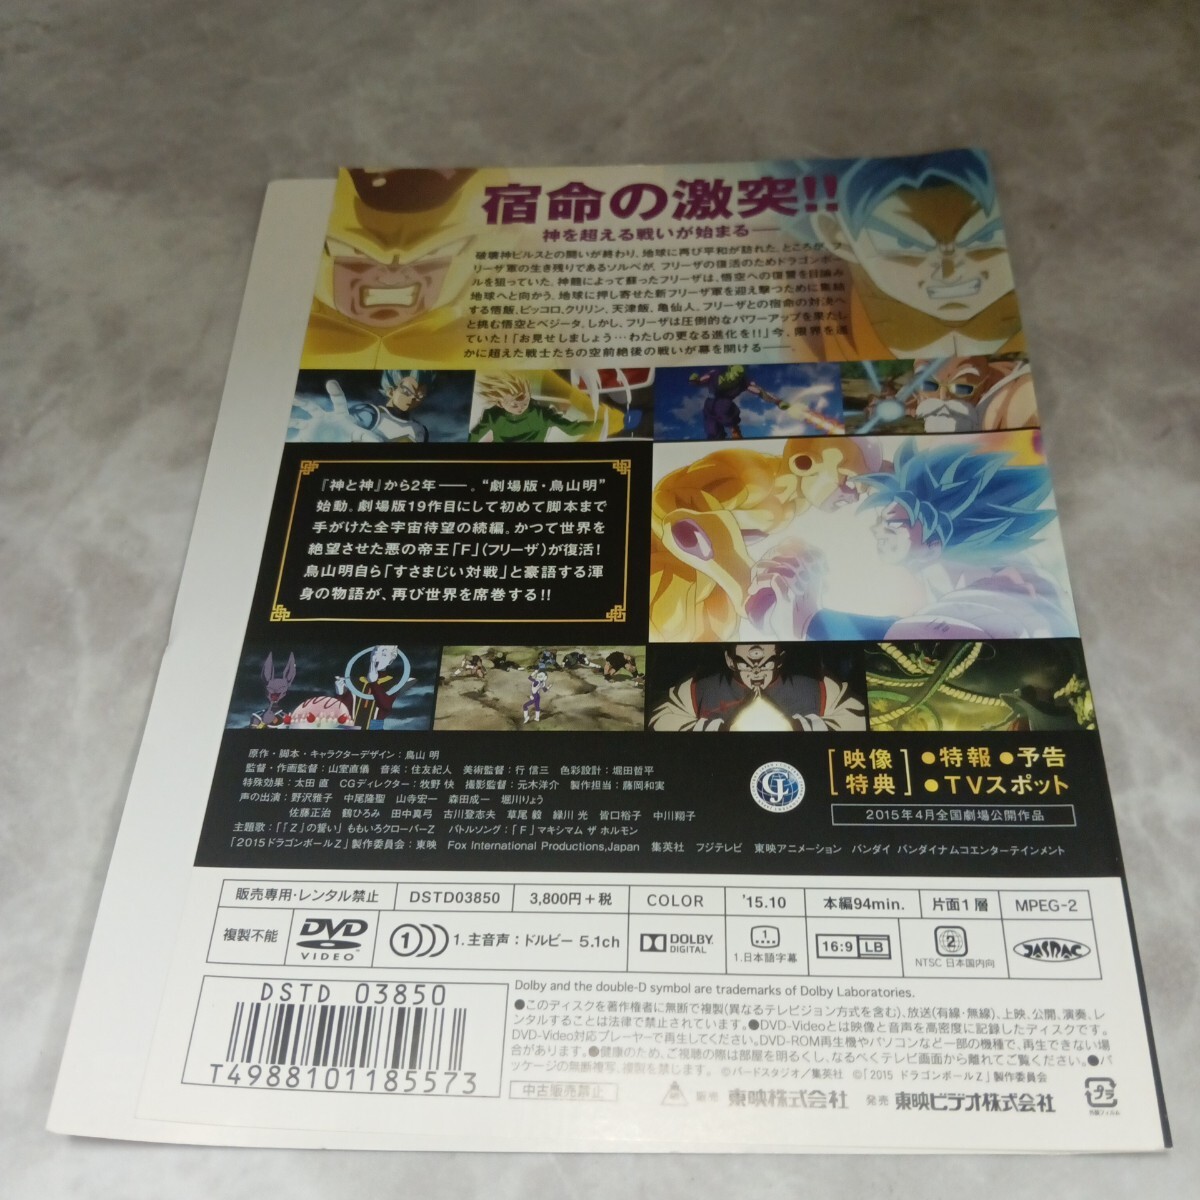 宿命の激突!!
神を超える戦いが始まる──
破壊神ビルスとの闘いが終わり、地球に再び平和が訪れた。ところが、フ
リーザ軍の生き残りであるソルベが、フリーザの復活のためドラゴンボー
ルを狙っていた。神龍によって蘇ったフリーザは、悟空への復讐を目論み
地球へと向かう。地球に押し寄せた新フリーザ軍を迎え撃つために集結
する悟飯、ピッコロ、クリリン、天津飯、亀仙人。フリーザとの宿命の対決へ
と挑む悟空とベジータ。しかし、フリーザは圧倒的なパワーアップを果たし
ていた!「お見せしましょう…わたしの更なる進化を!!」今、限界を遥
かに超えた戦士たちの空前絶後の戦いが幕を開ける──。
『神と神』から2年──。“劇場版・鳥山明”
始動。劇場版19作目にして初めて脚本まで
手がけた全宇宙待望の続編。かつて世界を
絶望させた悪の帝王「F」(フリーザ)が復活!
鳥山明自ら「すさまじい対戦」と豪語する渾
身の物語が、再び世界を席巻する!!
原作・脚本・キャラクターデザイン：鳥山 明
監督・作画監督：山室直儀 音楽：住友紀人 美術監督：行 信三 色彩設計：堀田哲平
特殊効果：太田 直 CGディレクター：牧野 快 撮影監督：元木洋介 製作担当：藤岡和実
声の出演：野沢雅子 中尾隆聖 山寺宏一 森田成一 堀川りょう
佐藤正治 鶴ひろみ 田中真弓 古川登志夫 草尾 毅 緑川 光 皆口裕子 中川翔子
主題歌：「『Z』の誓い」ももいろクローバーZ バトルソング：「F」マキシマム ザ ホルモン
「2015ドラゴンボールZ」製作委員会：東映 Fox International Productions,Japan 集英社 フジテレビ 東映アニメーション バンダイ バンダイナムコエンターテインメント
[映像特典] ●特報 ●予告
●TVスポット
2015年4月全国劇場公開作品
販売専用・レンタル禁止 DSTD03850 3,800円＋税 COLOR '15.10 本編94min. 片面1層 MPEG-2
複製不能 DVD VIDEO 1 1. 主音声：ドルビー 5.1ch DOLBY DIGITAL 1 1.日本語字幕 16:9 LB 2 NTSC 日本国内向 JASRAC
DSTD 03850
T4988101185573
Dolby and the double-D symbol are trademarks of Dolby Laboratories.
●このディスクを著作権者に無断で複製(異なるテレビジョン方式を含む)、放送(有線・無線)、上映、公開、演奏、レ
ンタルすることは法律で禁止されています。●DVD-Videoとは映像と音声を高密度に記録したディスクです。
DVD-Video対応プレーヤーで再生してください。DVD-ROM再生機やパソコンなど一部の機種で、再生できない場
合があります。●健康のため、ご視聴の際は部屋を明るくし、なるべくテレビ画面から離れてご覧ください。●パ
ッケージの無断複写、複製を禁じます。 ©バードスタジオ／集英社 ©「2015 ドラゴンボールZ」製作委員会
中古販売禁止 販売 東映株式会社 発売 東映ビデオ株式会社
プラ